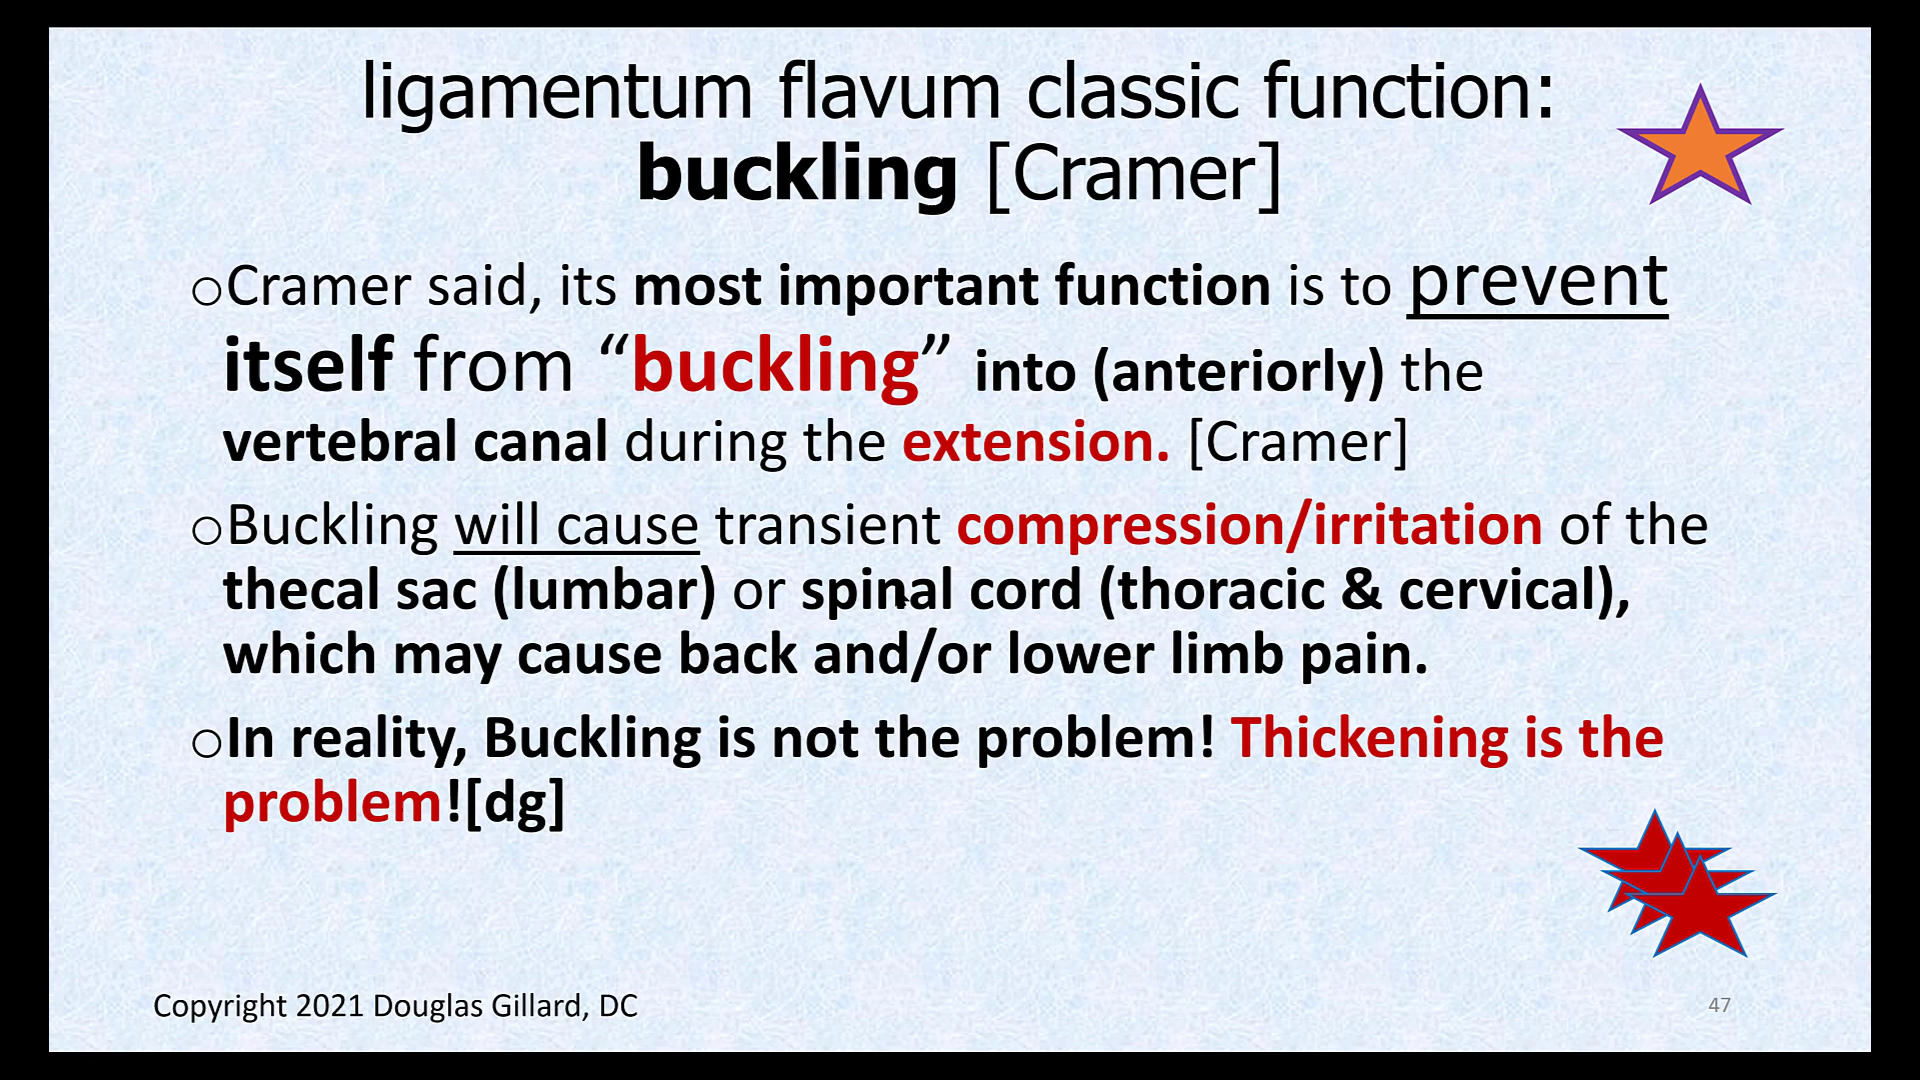 ligamentum flavum classic function:
buckling [Cramer]
oCramer said, its most important function is to prevent
itself from “buckling” into (anteriorly) the
vertebral canal during the extension. [Cramer]
oBuckling will cause transient compression/irritation of the
thecal sac (lumbar) or spinal cord (thoracic & cervical),
which may cause back and/or lower limb pain.
oIn reality, Buckling is not the problem! Thickening is the
problem![dg]
Copyright 2021 Douglas Gillard, DC
47